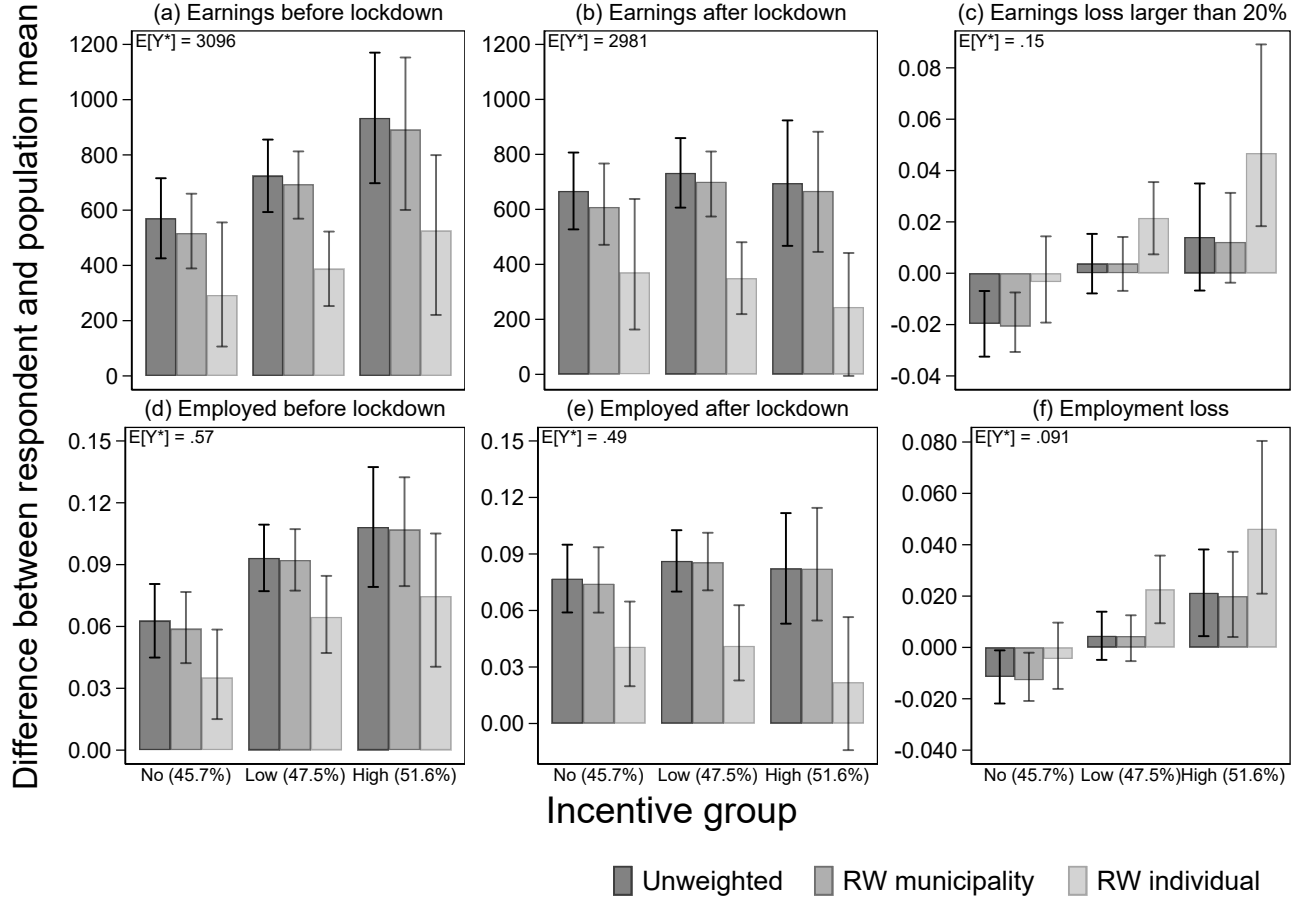 Difference between respondent and population mean
(a) Earnings before lockdown
E[Y*] = 3096
1200
1000
800
600
400
200
0
(b) Earnings after lockdown
E[Y*] = 2981
1200
1000
800
600
400
200
0
(c) Earnings loss larger than 20%
E[Y*] = .15
0.08
0.06
0.04
0.02
0.00
-0.02
-0.04
(d) Employed before lockdown
E[Y*] = .57
0.15
0.12
0.09
0.06
0.03
0.00
No (45.7%) Low (47.5%) High (51.6%)
(e) Employed after lockdown
E[Y*] = .49
0.15
0.12
0.09
0.06
0.03
0.00
No (45.7%) Low (47.5%) High (51.6%)
(f) Employment loss
E[Y*] = .091
0.080
0.060
0.040
0.020
0.000
-0.020
-0.040
No (45.7%) Low (47.5%) High (51.6%)
Incentive group
Unweighted RW municipality RW individual